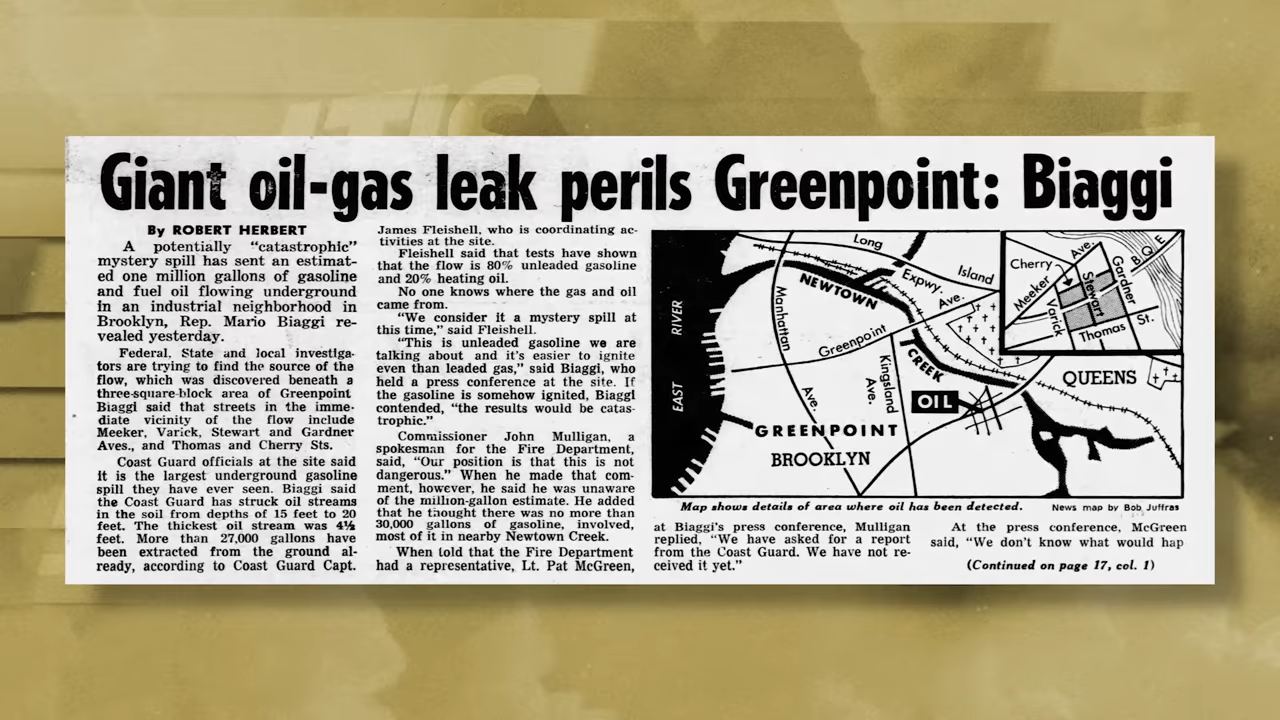 Giant oil-gas leak perils Greenpoint: Biaggi
By ROBERT HERBERT
A potentially "catastrophic"
mystery spill has sent an estimat-
ed one million gallons of gasoline
and fuel oil flowing underground
in an industrial neighborhood in
Brooklyn, Rep. Mario Biaggi re-
vealed yesterday.
Federal, State and local investiga-
tors are trying to find the source of the
flow, which was discovered beneath a
three-square-block area of Greenpoint
Biaggi said that streets in the imme-
diate vicinity of the flow include
Meeker, Varick, Stewart and Gardner
Aves., and Thomas and Cherry Sts.
Coast Guard officials at the site said
it is the largest underground gasoline
spill they have ever seen. Biaggi said
the Coast Guard has struck oil streams
in the soil from depths of 15 feet to 20
feet. The thickest oil stream was 4½
feet. More than 27,000 gallons have
been extracted from the ground al-
ready, according to Coast Guard Capt.
James Fleishell, who is coordinating ac-
tivities at the site.
Fleishell said that tests have shown
that the flow is 80% unleaded gasoline
and 20% heating oil.
No one knows where the gas and oil
came from.
"We consider it a mystery spill at
this time," said Fleishell.
"This is unleaded gasoline we are
talking about and it's easier to ignite
even than leaded gas," said Biaggi, who
held a press conference at the site. If
the gasoline is somehow ignited, Biaggi
contended, "the results would be catas-
trophic."
Commissioner John Mulligan, a
spokesman for the Fire Department,
said, "Our position is that this is not
dangerous." When he made that com-
ment, however, he said he was unaware
of the million-gallon estimate. He added
that he thought there was no more than
30,000 gallons of gasoline, involved,
most of it in nearby Newtown Creek.
When told that the Fire Department
had a representative, Lt. Pat McGreen,
Long
Island
Expwy.
NEWTOWN
CREEK
Manhattan
Ave.
Greenpoint
Ave.
Kingsland
Ave.
EAST RIVER
OIL
GREENPOINT
BROOKLYN
QUEENS
Cherry
Meeker
Ave.
Stewart
Gardner
Varick
Thomas St.
B Q E
Map shows details of area where oil has been detected.
News map by Bob Juffras
at Biaggi's press conference, Mulligan
replied, "We have asked for a report
from the Coast Guard. We have not re-
ceived it yet."
At the press conference, McGreen
said, "We don't know what would hap
(Continued on page 17, col. 1)